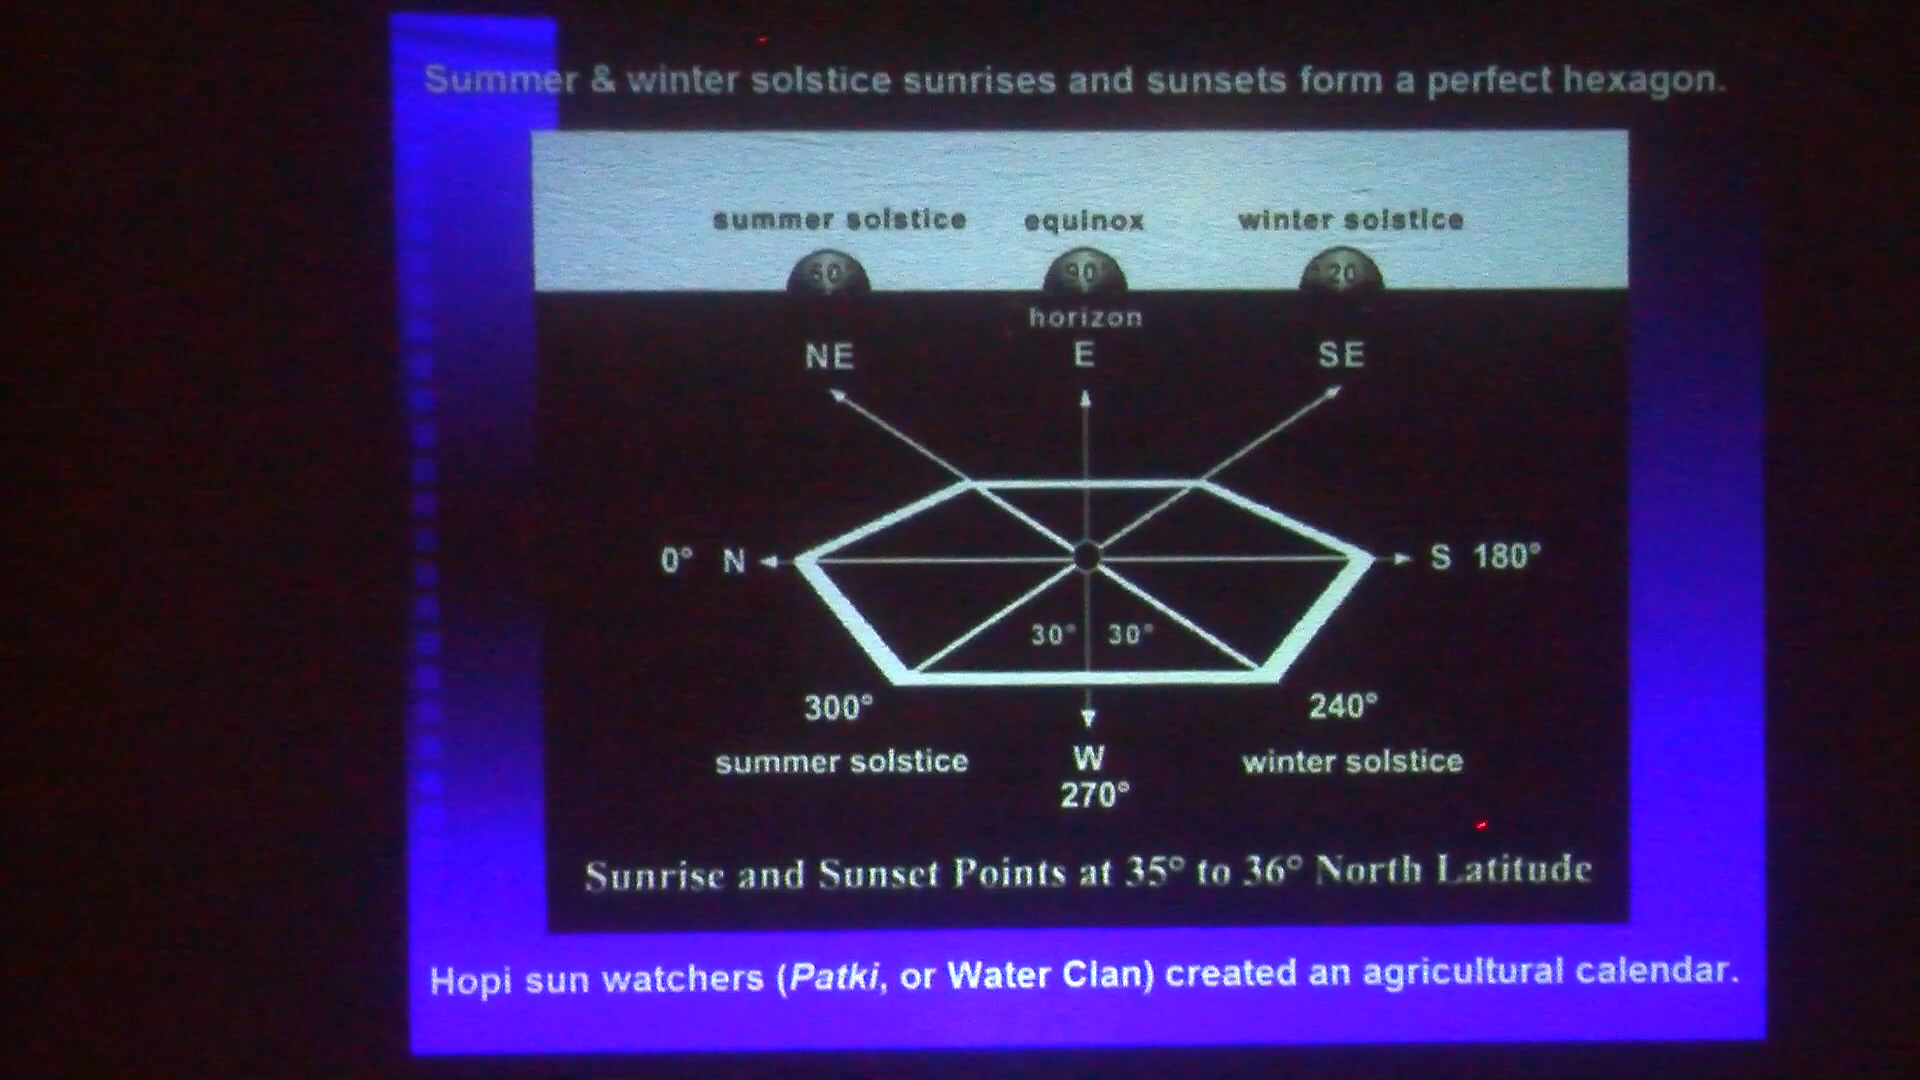 Summer & winter solstice sunrises and sunsets form a perfect hexagon.
summer solstice equinox winter solstice
60° 90° 120°
horizon
NE E SE
0° N S 180°
30° 30°
300° 240°
summer solstice W winter solstice
270°
Sunrise and Sunset Points at 35° to 36° North Latitude
Hopi sun watchers (Patki, or Water Clan) created an agricultural calendar.